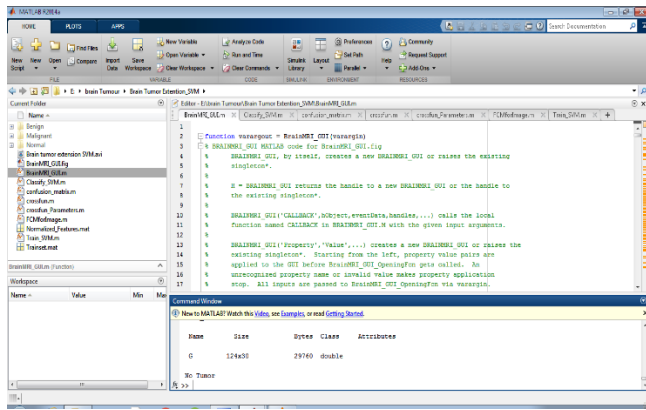 MATLAB R2014a
HOME PLOTS APPS
Search Documentation
New Script
New
Open
Find Files
Compare
Import Data
Save Workspace
New Variable
Open Variable
Clear Workspace
Analyze Code
Run and Time
Clear Commands
Simulink Library
Layout
Preferences
Set Path
Parallel
Help
Community
Request Support
Add-Ons
FILE VARIABLE CODE SIMULINK ENVIRONMENT RESOURCES
E: brain Tumour Brain Tumor Extention_SVM
Current Folder
Name
Benign
Malignant
Normal
Brain tumor extension SVM.avi
BrainMRI_GUI.fig
BrainMRI_GUI.m
Classify_SVM.m
confusion_matrix.m
crossfun.m
crossfun_Parameters.m
FCMforImage.m
Normalized_Features.mat
Train_SVM.m
Trainset.mat
BrainMRI_GUI.m (Function)
Workspace
Name Value Min Max
Editor - E:\brain Tumour\Brain Tumor Extention_SVM\BrainMRI_GUI.m
BrainMRI_GUI.m Classify_SVM.m confusion_matrix.m crossfun.m crossfun_Parameters.m FCMforImage.m Train_SVM.m
1
2 function varargout = BrainMRI_GUI(varargin)
3 % BRAINMRI_GUI MATLAB code for BrainMRI_GUI.fig
4 % BRAINMRI_GUI, by itself, creates a new BRAINMRI_GUI or raises the existing
5 % singleton*.
6 %
7 % H = BRAINMRI_GUI returns the handle to a new BRAINMRI_GUI or the handle to
8 % the existing singleton*.
9 %
10 % BRAINMRI_GUI('CALLBACK',hObject,eventData,handles,...) calls the local
11 % function named CALLBACK in BRAINMRI_GUI.M with the given input arguments.
12 %
13 % BRAINMRI_GUI('Property','Value',...) creates a new BRAINMRI_GUI or raises the
14 % existing singleton*. Starting from the left, property value pairs are
15 % applied to the GUI before BrainMRI_GUI_OpeningFcn gets called. An
16 % unrecognized property name or invalid value makes property application
17 % stop. All inputs are passed to BrainMRI_GUI_OpeningFcn via varargin.
Command Window
New to MATLAB? Watch this Video, see Examples, or read Getting Started.
Name Size Bytes Class Attributes
G 124x30 29760 double
No Tumor
fx >>